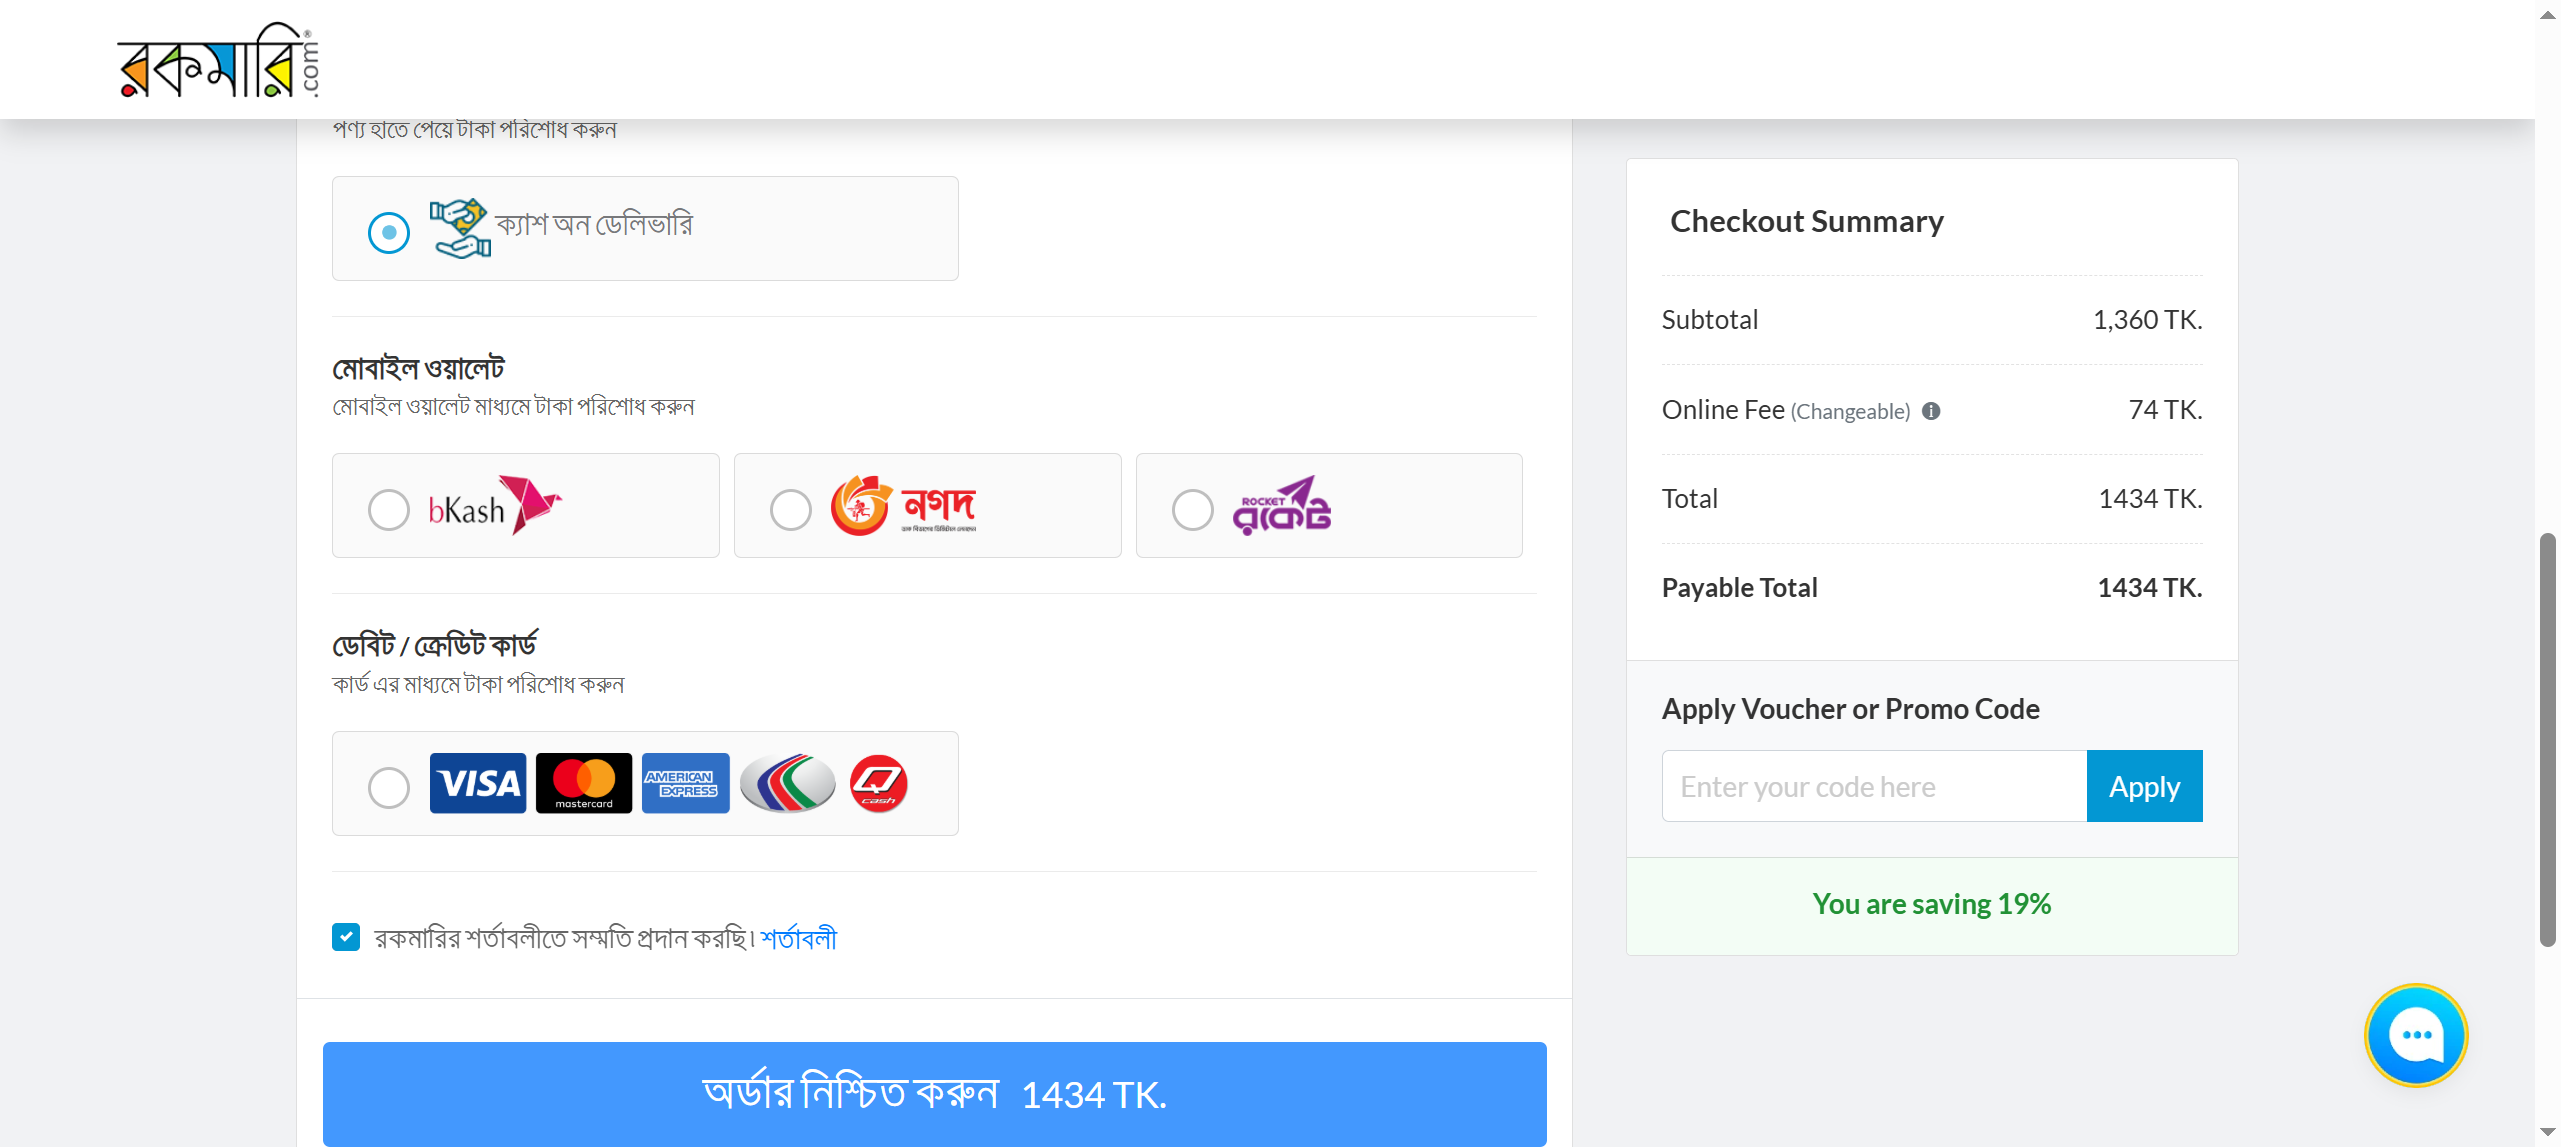 রকমারি.com®
পণ্য হাতে পেয়ে টাকা পরিশোধ করুন
ক্যাশ অন ডেলিভারি
মোবাইল ওয়ালেট
মোবাইল ওয়ালেট মাধ্যমে টাকা পরিশোধ করুন
bKash
নগদ
ডাক বিভাগের ডিজিটাল লেনদেন
ROCKET
রকেট
ডেবিট / ক্রেডিট কার্ড
কার্ড এর মাধ্যমে টাকা পরিশোধ করুন
VISA
mastercard
AMERICAN EXPRESS
Q cash
রকমারির শর্তাবলীতে সম্মতি প্রদান করছি। শর্তাবলী
অর্ডার নিশ্চিত করুন 1434 TK.
Checkout Summary
Subtotal 1,360 TK.
Online Fee (Changeable) 74 TK.
Total 1434 TK.
Payable Total 1434 TK.
Apply Voucher or Promo Code
Enter your code here Apply
You are saving 19%